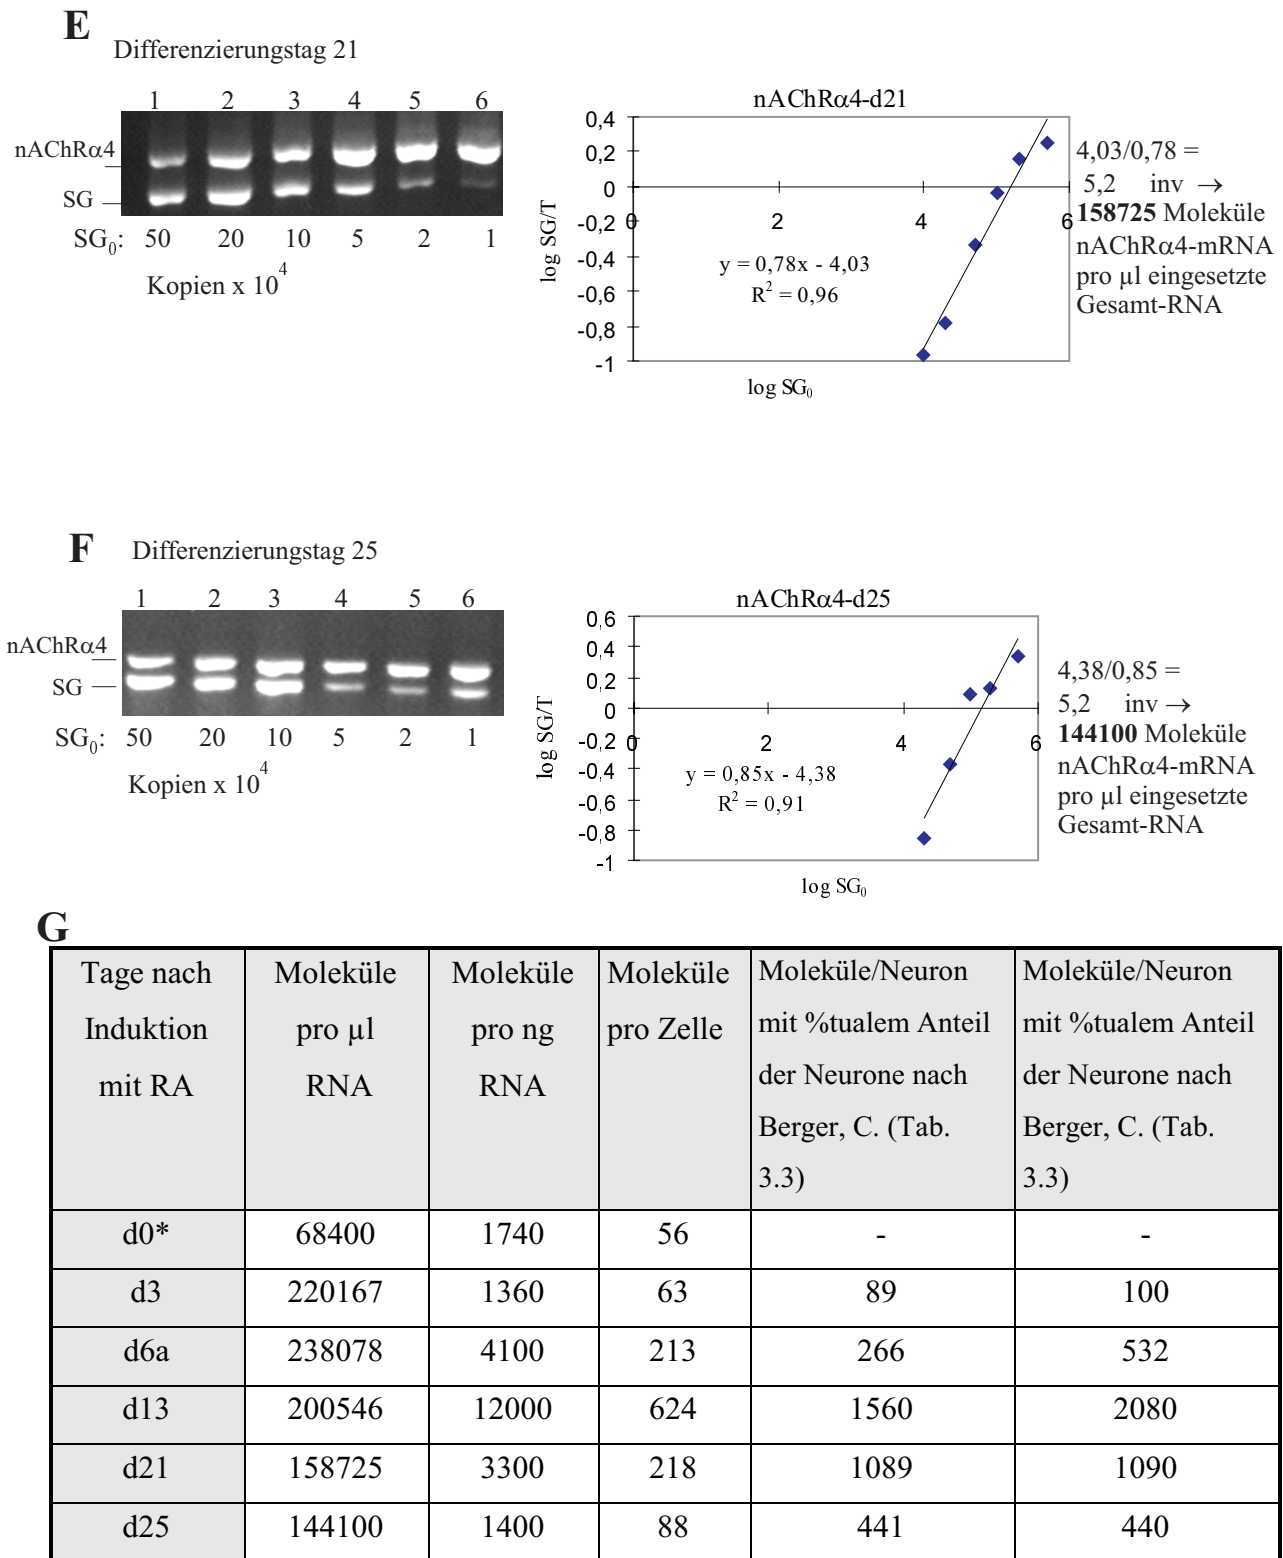 E
Differenzierungstag 21
1 2 3 4 5 6
nAChRα4
SG
SG₀: 50 20 10 5 2 1
Kopien x 10⁴
nAChRα4-d21
0,4
0,2
0
-0,2
-0,4
-0,6
-0,8
-1
0 2 4 6
log SG/T
y = 0,78x - 4,03
R² = 0,96
log SG₀
4,03/0,78 =
5,2 inv →
158725 Moleküle
nAChRα4-mRNA
pro µl eingesetzte
Gesamt-RNA
F
Differenzierungstag 25
1 2 3 4 5 6
nAChRα4
SG
SG₀: 50 20 10 5 2 1
Kopien x 10⁴
nAChRα4-d25
0,6
0,4
0,2
0
-0,2
-0,4
-0,6
-0,8
-1
0 2 4 6
log SG/T
y = 0,85x - 4,38
R² = 0,91
log SG₀
4,38/0,85 =
5,2 inv →
144100 Moleküle
nAChRα4-mRNA
pro µl eingesetzte
Gesamt-RNA
G
Tage nach
Induktion
mit RA
Moleküle
pro µl
RNA
Moleküle
pro ng
RNA
Moleküle
pro Zelle
Moleküle/Neuron
mit %tualem Anteil
der Neurone nach
Berger, C. (Tab.
3.3)
Moleküle/Neuron
mit %tualem Anteil
der Neurone nach
Berger, C. (Tab.
3.3)
d0* 68400 1740 56 - -
d3 220167 1360 63 89 100
d6a 238078 4100 213 266 532
d13 200546 12000 624 1560 2080
d21 158725 3300 218 1089 1090
d25 144100 1400 88 441 440